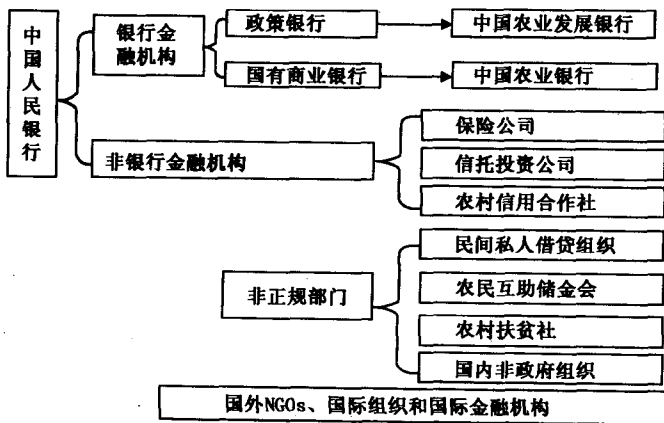 中国人民银行
银行金
融机构
政策银行
中国农业发展银行
国有商业银行
中国农业银行
非银行金融机构
保险公司
信托投资公司
农村信用合作社
非正规部门
民间私人借贷组织
农民互助储金会
农村扶贫社
国内非政府组织
国外NGOs、国际组织和国际金融机构